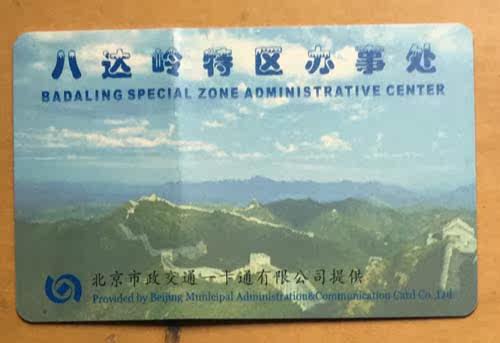 八达岭特区办事处
BADALING SPECIAL ZONE ADMINISTRATIVE CENTER
北京市政交通一卡通有限公司提供
Provided by Beijing Municipal Administration&Communication Card Co.,Ltd